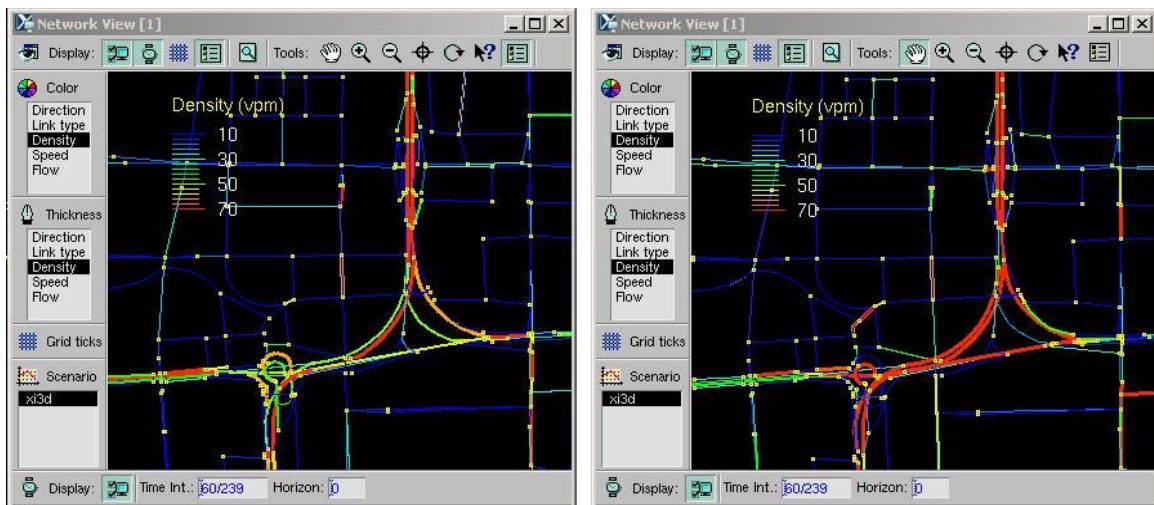 Network View [1]
Display:
Tools:
Color
Direction
Link type
Density
Speed
Flow
Thickness
Direction
Link type
Density
Speed
Flow
Grid ticks
Scenario
xi3d
Density (vpm)
10
30
50
70
Display:
Time Int.: 60/239
Horizon: 0
Network View [1]
Display:
Tools:
Color
Direction
Link type
Density
Speed
Flow
Thickness
Direction
Link type
Density
Speed
Flow
Grid ticks
Scenario
xi3d
Density (vpm)
10
30
50
70
Display:
Time Int.: 60/239
Horizon: 0